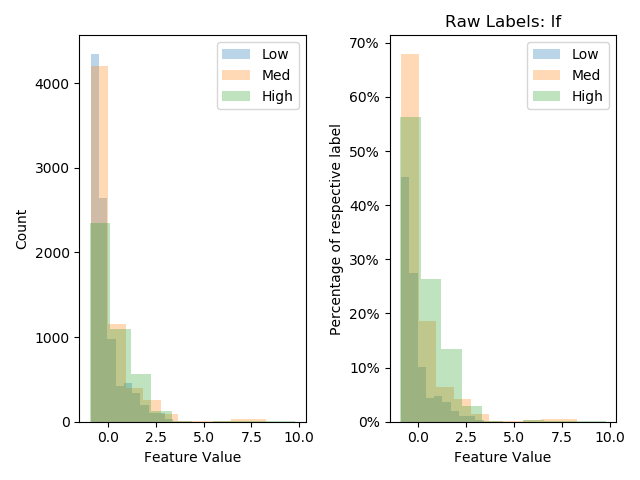 Raw Labels: lf
Low
Med
High
Count
4000
3000
2000
1000
0
0.0 2.5 5.0 7.5 10.0
Feature Value
Low
Med
High
Percentage of respective label
70%
60%
50%
40%
30%
20%
10%
0%
0.0 2.5 5.0 7.5 10.0
Feature Value